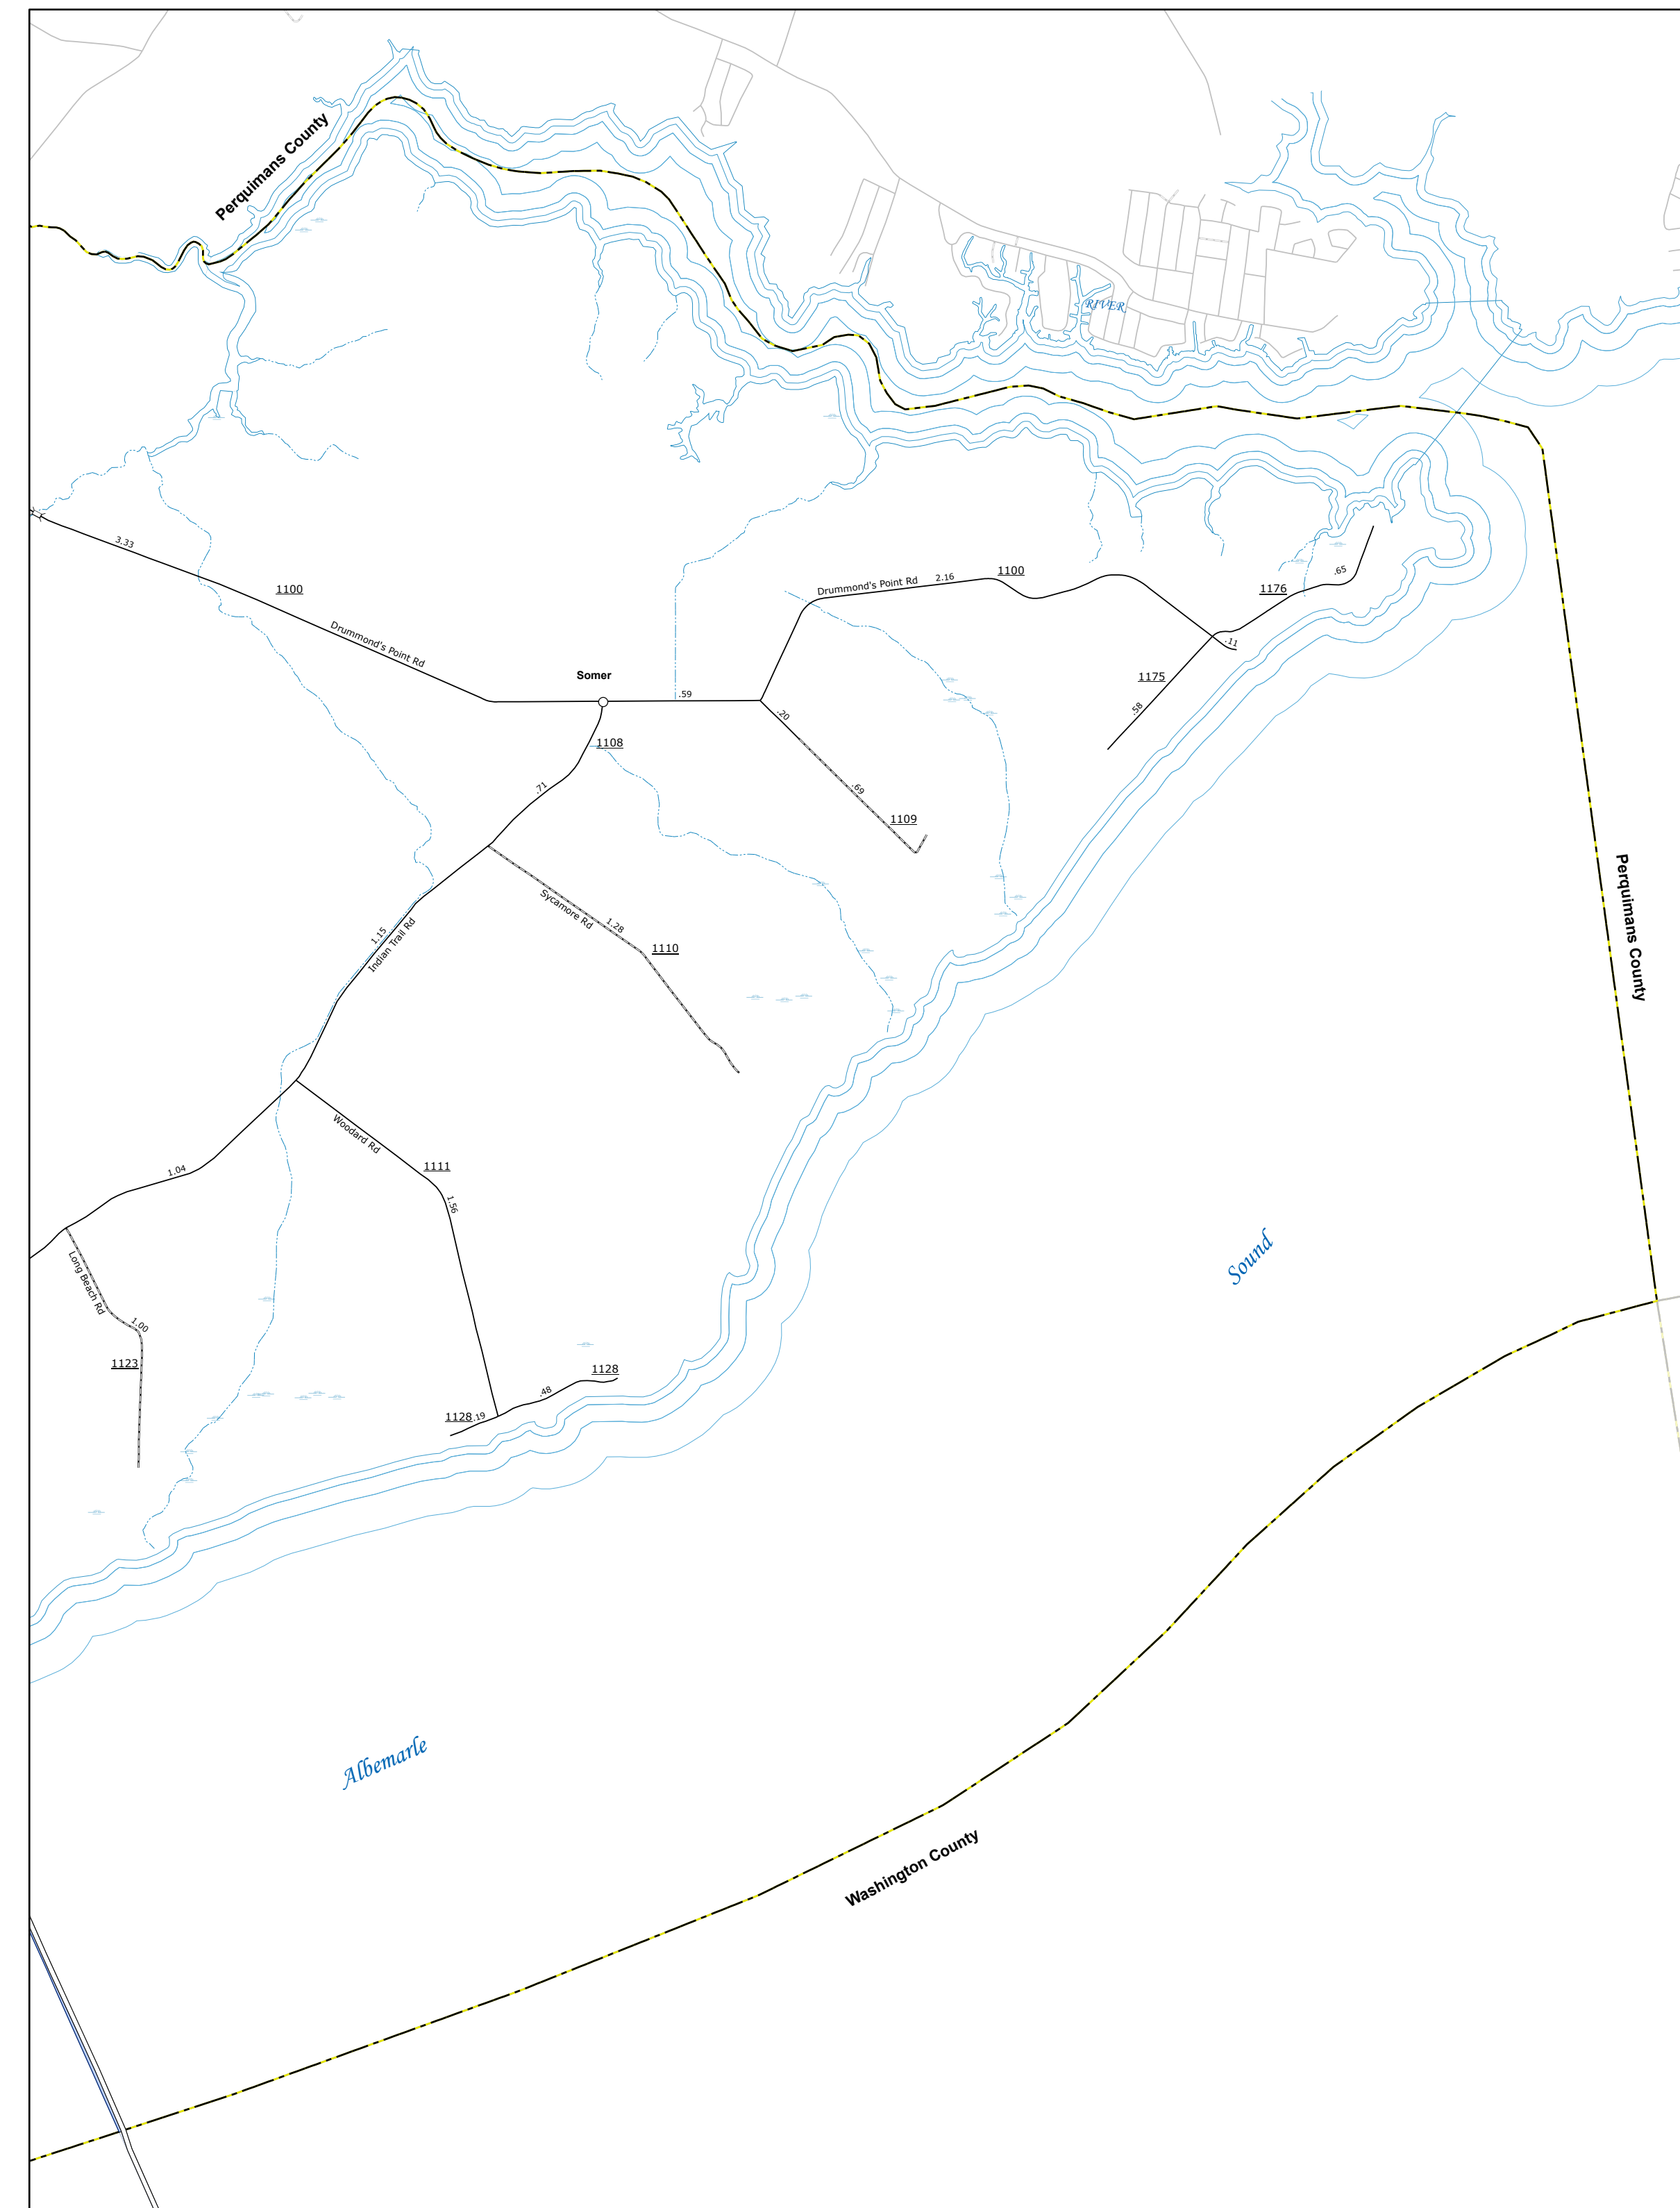 Perquimans County
RIVER
3.33
1100
Drummond's Point Rd
Drummond's Point Rd
2.16
1100
.65
1176
.11
1175
.58
Somer
.59
.20
1108
.71
.69
1109
Sycamore Rd
1.28
1110
1.15
Indian Trail Rd
Perquimans County
Woodard Rd
1111
1.04
1.56
Long Beach Rd
1.00
1123
1128
.48
1128
.19
Sound
Albemarle
Washington County